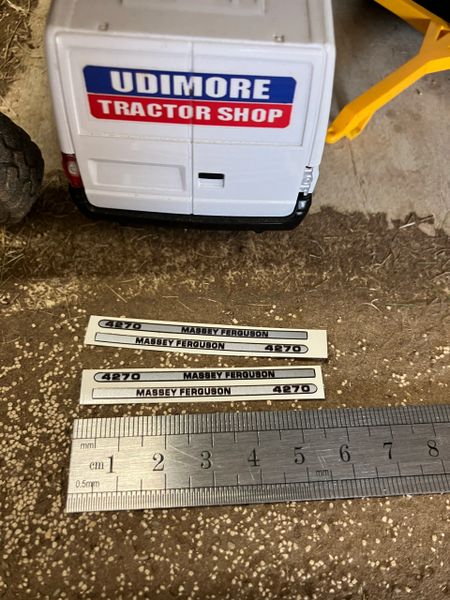 UDIMORE
TRACTOR SHOP
4270 MASSEY FERGUSON
MASSEY FERGUSON 4270
4270 MASSEY FERGUSON
MASSEY FERGUSON 4270
mm
cm 1 2 3 4 5 6 7 8
0.5mm mm